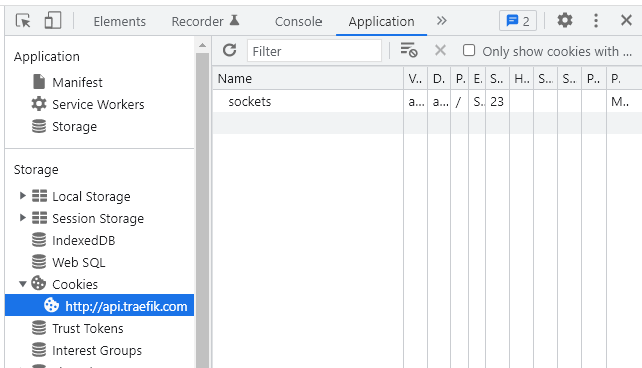 Elements Recorder Console Application » 2
Filter Only show cookies with ...
Application
Manifest
Service Workers
Storage
Storage
Local Storage
Session Storage
IndexedDB
Web SQL
Cookies
http://api.traefik.com
Trust Tokens
Interest Groups
Name V.. D.. P.. E.. S.. H.. S... S... P... P.
sockets a... a... / S.. 23 M...